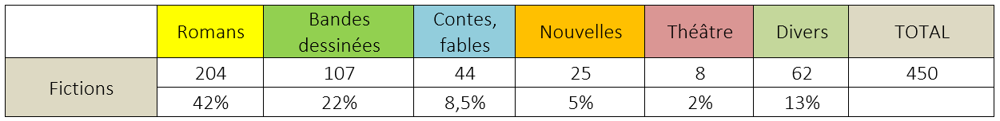 Romans Bandes dessinées Contes, fables Nouvelles Théâtre Divers TOTAL
Fictions 204 107 44 25 8 62 450
42% 22% 8,5% 5% 2% 13%